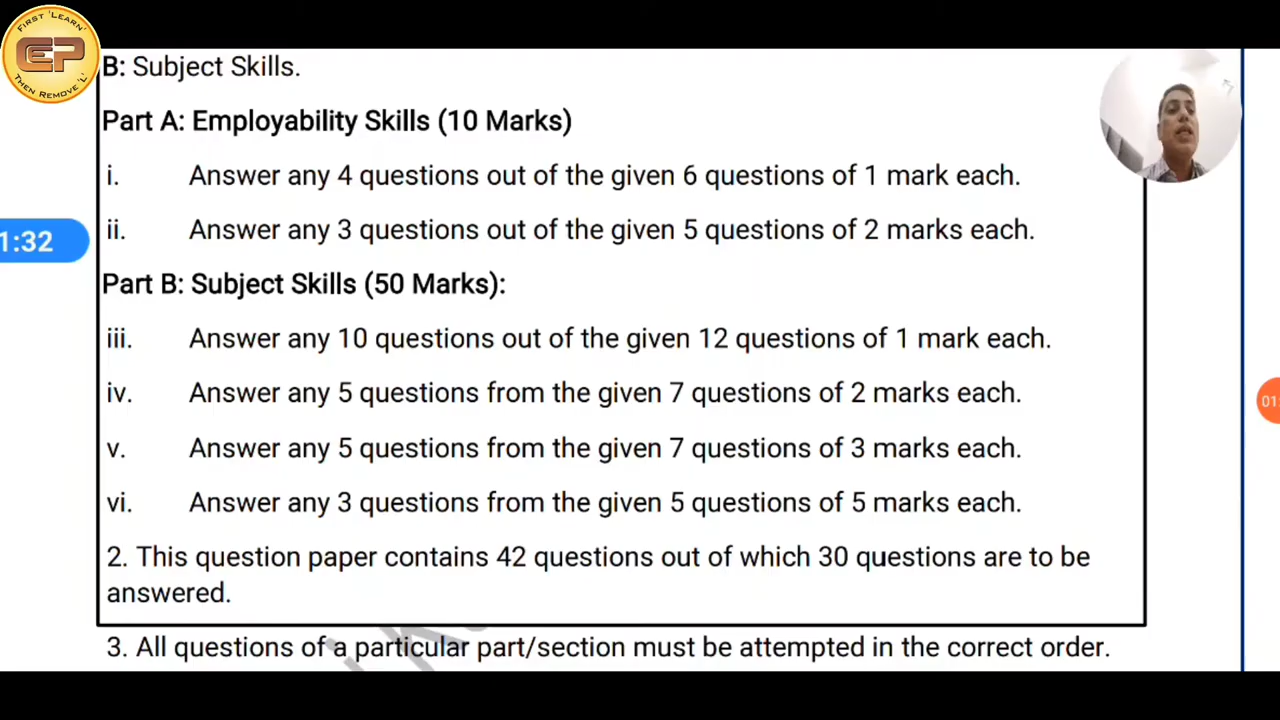 FIRST 'LEARN'
CEP
THEN REMOVE 'L'
B: Subject Skills.
Part A: Employability Skills (10 Marks)
i. Answer any 4 questions out of the given 6 questions of 1 mark each.
1:32
ii. Answer any 3 questions out of the given 5 questions of 2 marks each.
Part B: Subject Skills (50 Marks):
iii. Answer any 10 questions out of the given 12 questions of 1 mark each.
iv. Answer any 5 questions from the given 7 questions of 2 marks each.
01:
v. Answer any 5 questions from the given 7 questions of 3 marks each.
vi. Answer any 3 questions from the given 5 questions of 5 marks each.
2. This question paper contains 42 questions out of which 30 questions are to be
answered.
3. All questions of a particular part/section must be attempted in the correct order.